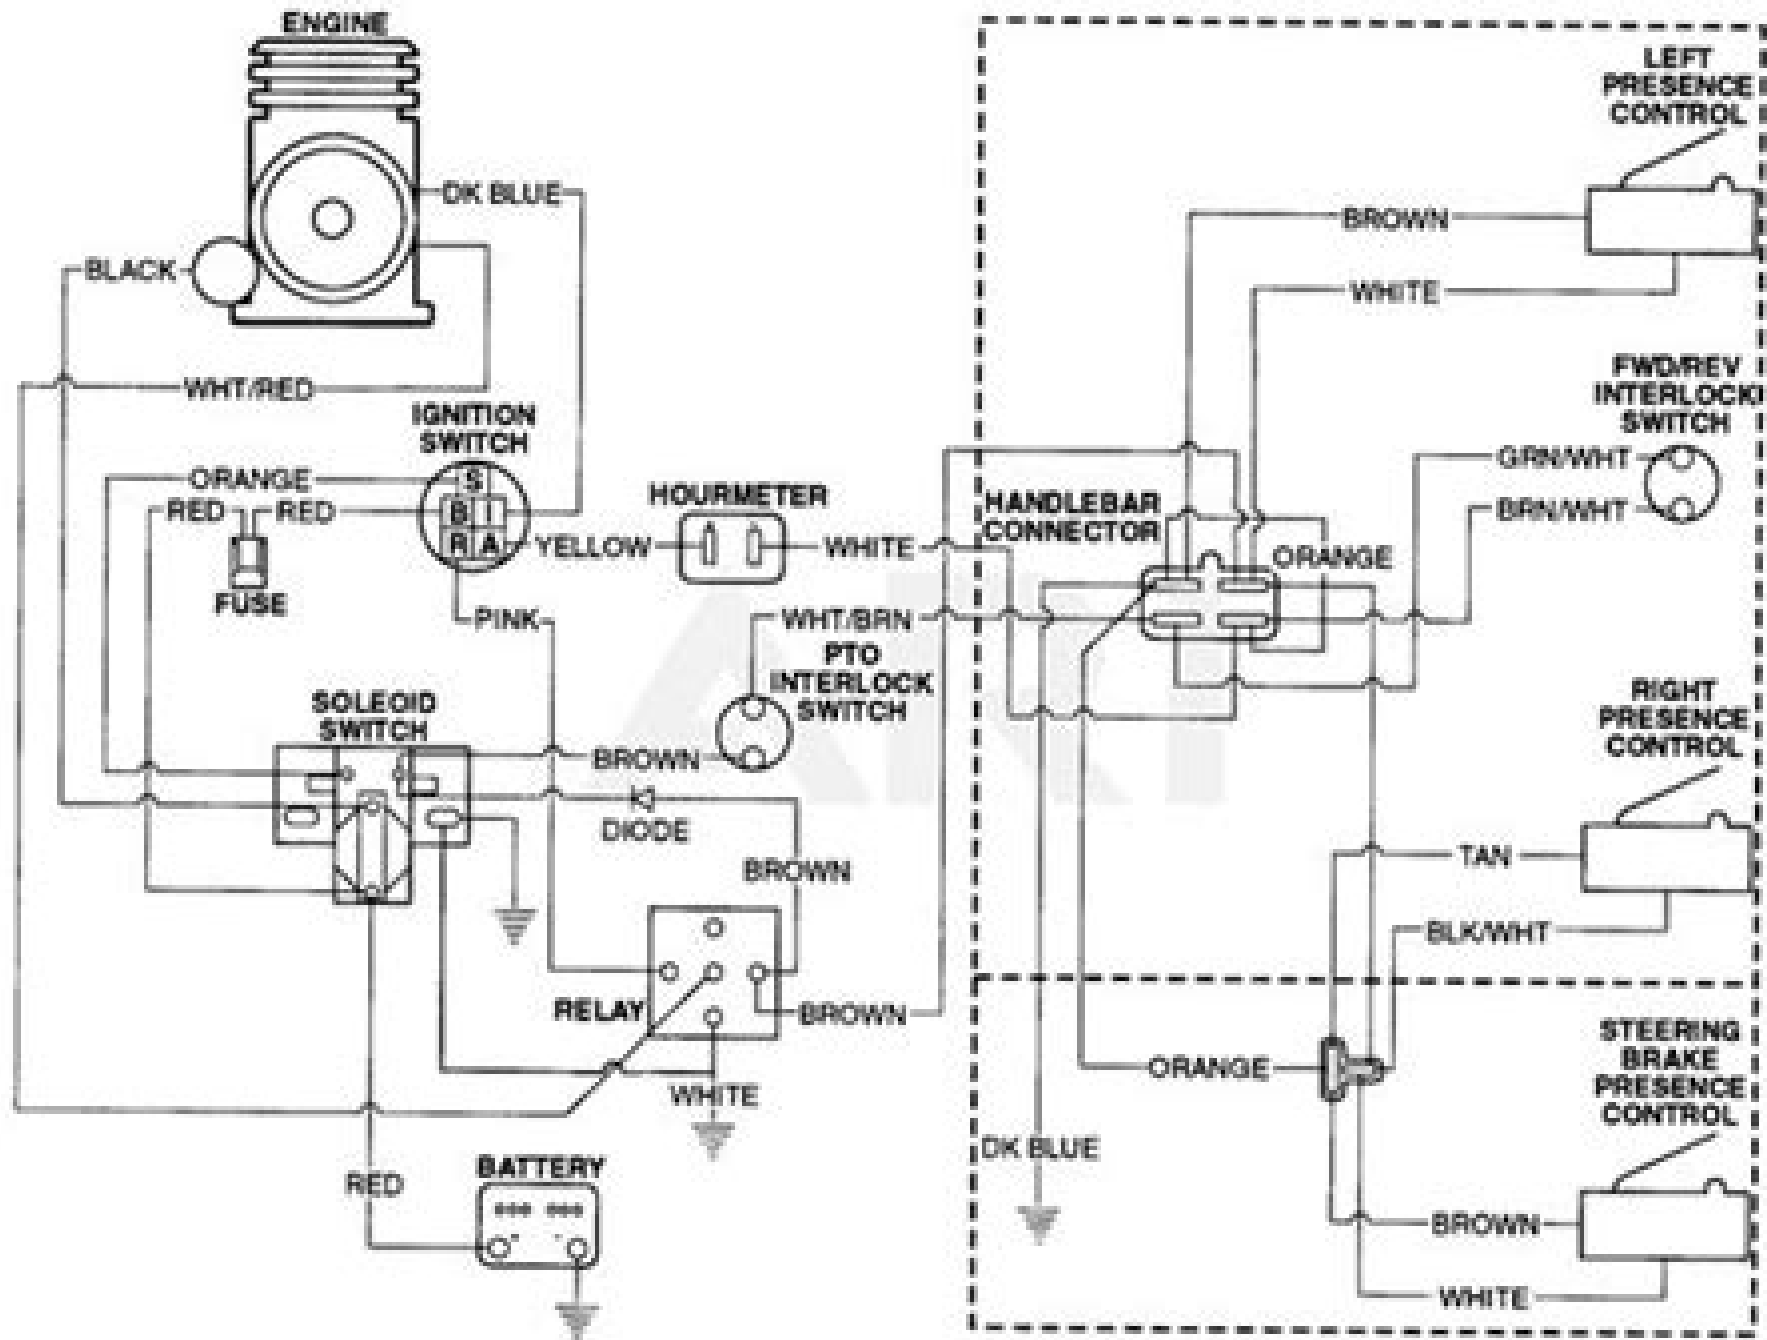 ENGINE
LEFT
PRESENCE
CONTROL
DK BLUE
BROWN
BLACK
WHITE
WHT/RED
FWD/REV
INTERLOCK
SWITCH
IGNITION
SWITCH
ORANGE
S
GRN/WHT
RED
RED
B
I
HOURMETER
HANDLEBAR
CONNECTOR
BRN/WHT
R
A
YELLOW
WHITE
ORANGE
FUSE
PINK
WHT/BRN
PTO
INTERLOCK
SWITCH
SOLEOID
SWITCH
RIGHT
PRESENCE
CONTROL
BROWN
DIODE
TAN
BROWN
BLK/WHT
RELAY
BROWN
STEERING
BRAKE
PRESENCE
CONTROL
ORANGE
WHITE
DK BLUE
RED
BATTERY
BROWN
WHITE